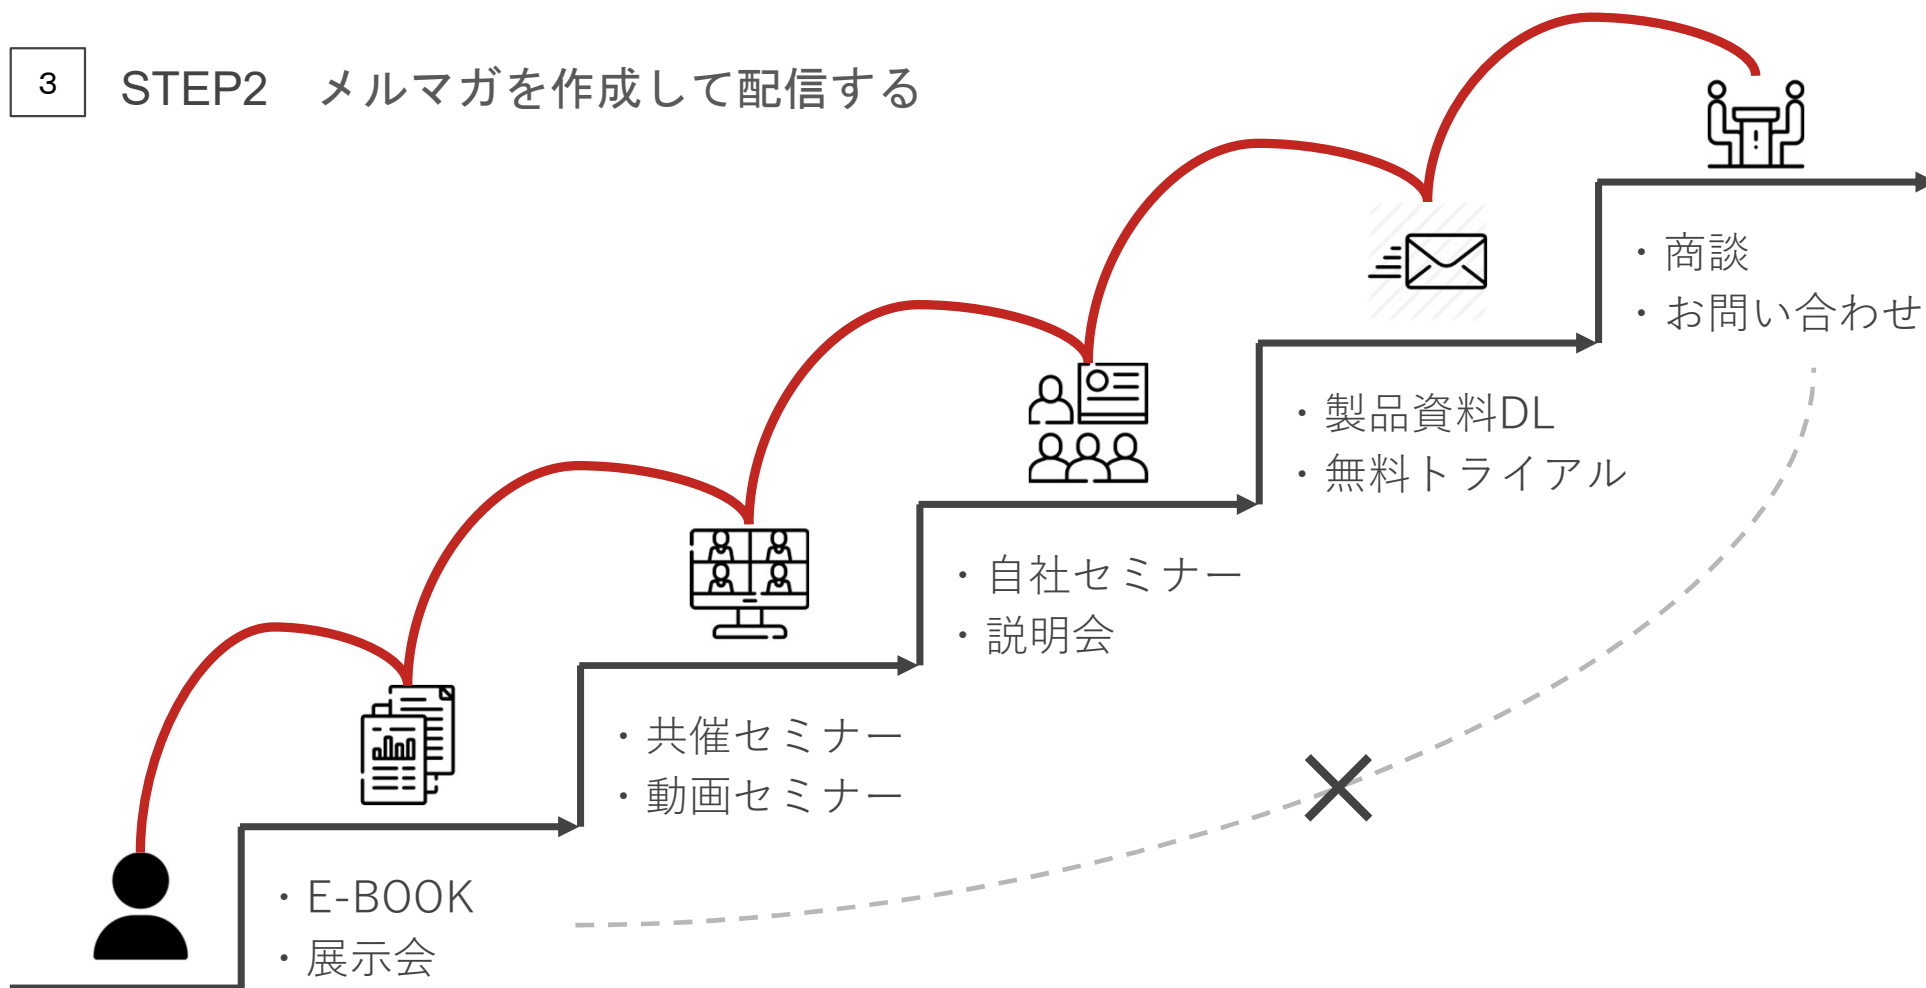 3
STEP2　メルマガを作成して配信する
・商談
・お問い合わせ
・製品資料DL
・無料トライアル
・自社セミナー
・説明会
・共催セミナー
・動画セミナー
・E-BOOK
・展示会